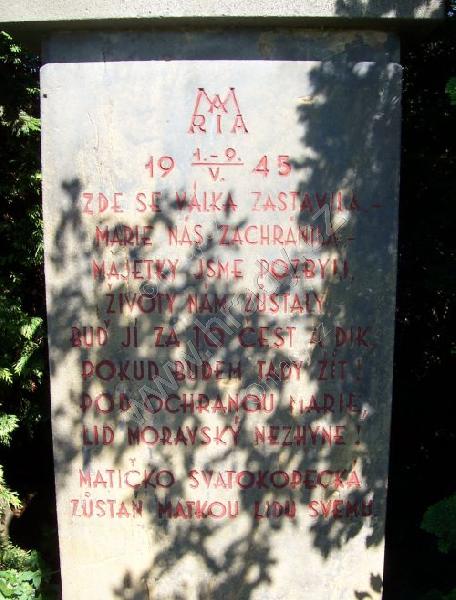 MARIA
19 1.-9. 45
V.
ZDE SE VÁLKA ZASTAVILA,-
MARIE NÁS ZACHRÁNILA.-
MAJETKY JSME POZBYLI,
ŽIVOTY NÁM ZŮSTALY.
BUĎ JÍ ZA TO ČEST A DÍK,
POKUD BUDEM TADY ŽÍT!
POD OCHRANOU MARIE,
LID MORAVSKÝ NEZHYNE!
MATIČKO SVATOKOPECKÁ
ZŮSTAŇ MATKOU LIDU SVÉMU